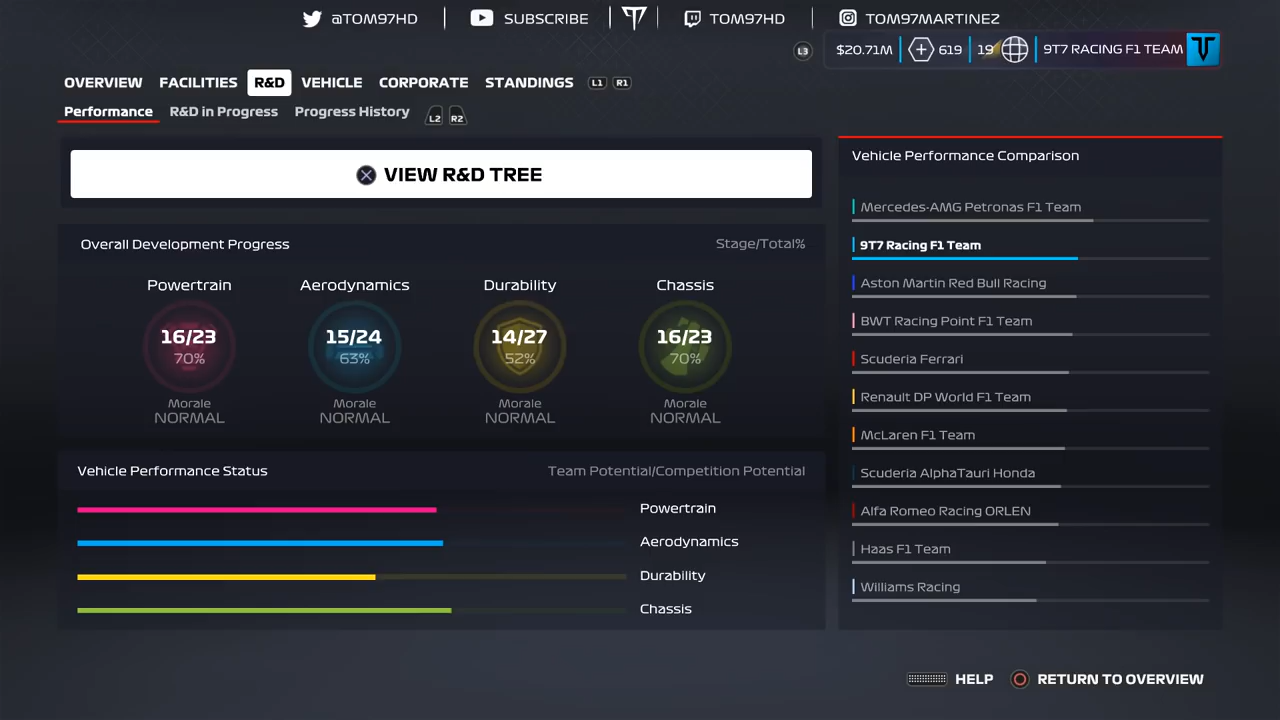 @TOM97HD SUBSCRIBE TOM97HD TOM97MARTINEZ
L3 $20.71M 619 19 9T7 RACING F1 TEAM
OVERVIEW FACILITIES R&D VEHICLE CORPORATE STANDINGS L1 R1
Performance R&D in Progress Progress History L2 R2
VIEW R&D TREE
Overall Development Progress Stage/Total%
Powertrain Aerodynamics Durability Chassis
16/23 15/24 14/27 16/23
70% 63% 52% 70%
Morale Morale Morale Morale
NORMAL NORMAL NORMAL NORMAL
Vehicle Performance Status Team Potential/Competition Potential
Powertrain
Aerodynamics
Durability
Chassis
Vehicle Performance Comparison
Mercedes-AMG Petronas F1 Team
9T7 Racing F1 Team
Aston Martin Red Bull Racing
BWT Racing Point F1 Team
Scuderia Ferrari
Renault DP World F1 Team
McLaren F1 Team
Scuderia AlphaTauri Honda
Alfa Romeo Racing ORLEN
Haas F1 Team
Williams Racing
HELP RETURN TO OVERVIEW